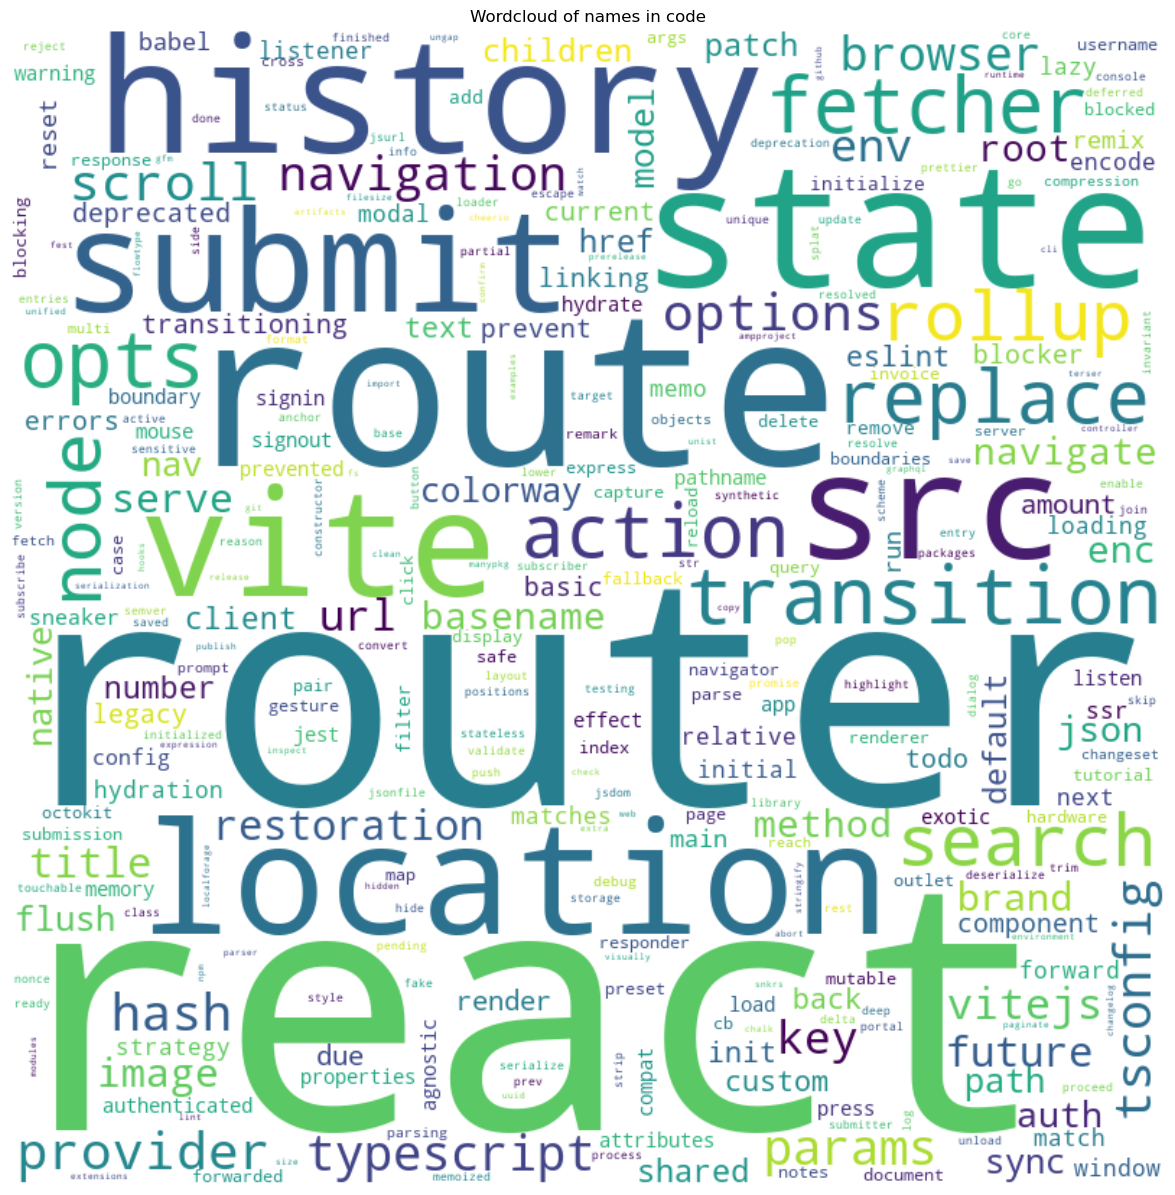 Wordcloud of names in code
reject
babel
finished
ungap
args
core
username
cross
listener
children
patch
browser
github
runtime
console
warning
history
lazy
fetcher
deferred
status
add
blocked
reset
done
model
deprecation
remix
jsurl
info
env
root
prettier
encode
response
gfm
navigation
watch
scroll
escape
go
compression
filesize
loader
initialize
deprecated
artifacts
modal
cheerio
current
unique
update
state
blocking
side
submit
href
fest
flowtype
partial
prerelease
splat
cli
confirm
linking
entries
unified
hydrate
resolved
options
rollup
multi
transitioning
text
prevent
invariant
format
ampproject
opts
route
examples
eslint
blocker
invoice
terser
boundary
signin
import
memo
target
replace
controller
errors
active
anchor
base
objects
delete
remove
server
mouse
signout
remark
unist
resolve
navigate
sensitive
nav
prevented
fs
lower
express
pathname
boundaries
graphql
save
enable
version
node
serve
button
colorway
capture
synthetic
src
scheme
amount
join
git
constructor
reload
fetch
case
hooks
vite
reason
action
run
entry
loading
clean
manypkg
subscriber
str
packages
enc
subscribe
serialization
release
click
basic
fallback
query
transition
copy
sneaker
semver
saved
client
url
basename
publish
convert
display
pop
native
prompt
safe
navigator
router
layout
number
pair
positions
testing
parse
promise
highlight
dialog
listen
gesture
legacy
filter
effect
app
default
ssr
skip
initialized
jest
stateless
renderer
json
expression
inspect
validate
index
relative
todo
changeset
config
push
check
initial
tutorial
hydration
jsonfile
jsdom
next
octokit
restoration
matches
web
library
page
method
exotic
hardware
submission
extra
main
reach
search
title
localforage
location
deserialize
trim
touchable
memory
map
hidden
debug
stringify
outlet
storage
rest
brand
tsconfig
flush
class
hide
abort
component
responder
environment
pending
parser
visually
react
nonce
npm
fake
preset
mutable
forward
ready
style
render
load
back
deep
vitejs
changelog
hash
snkrs
cb
delta
portal
paginate
chalk
key
modules
strategy
due
agnostic
init
future
image
properties
serialize
strip
compat
prev
custom
path
proceed
uuid
authenticated
press
lint
submitter
log
auth
parsing
attributes
params
unload
match
provider
typescript
process
extensions
forwarded
size
memoized
shared
notes
document
sync
window